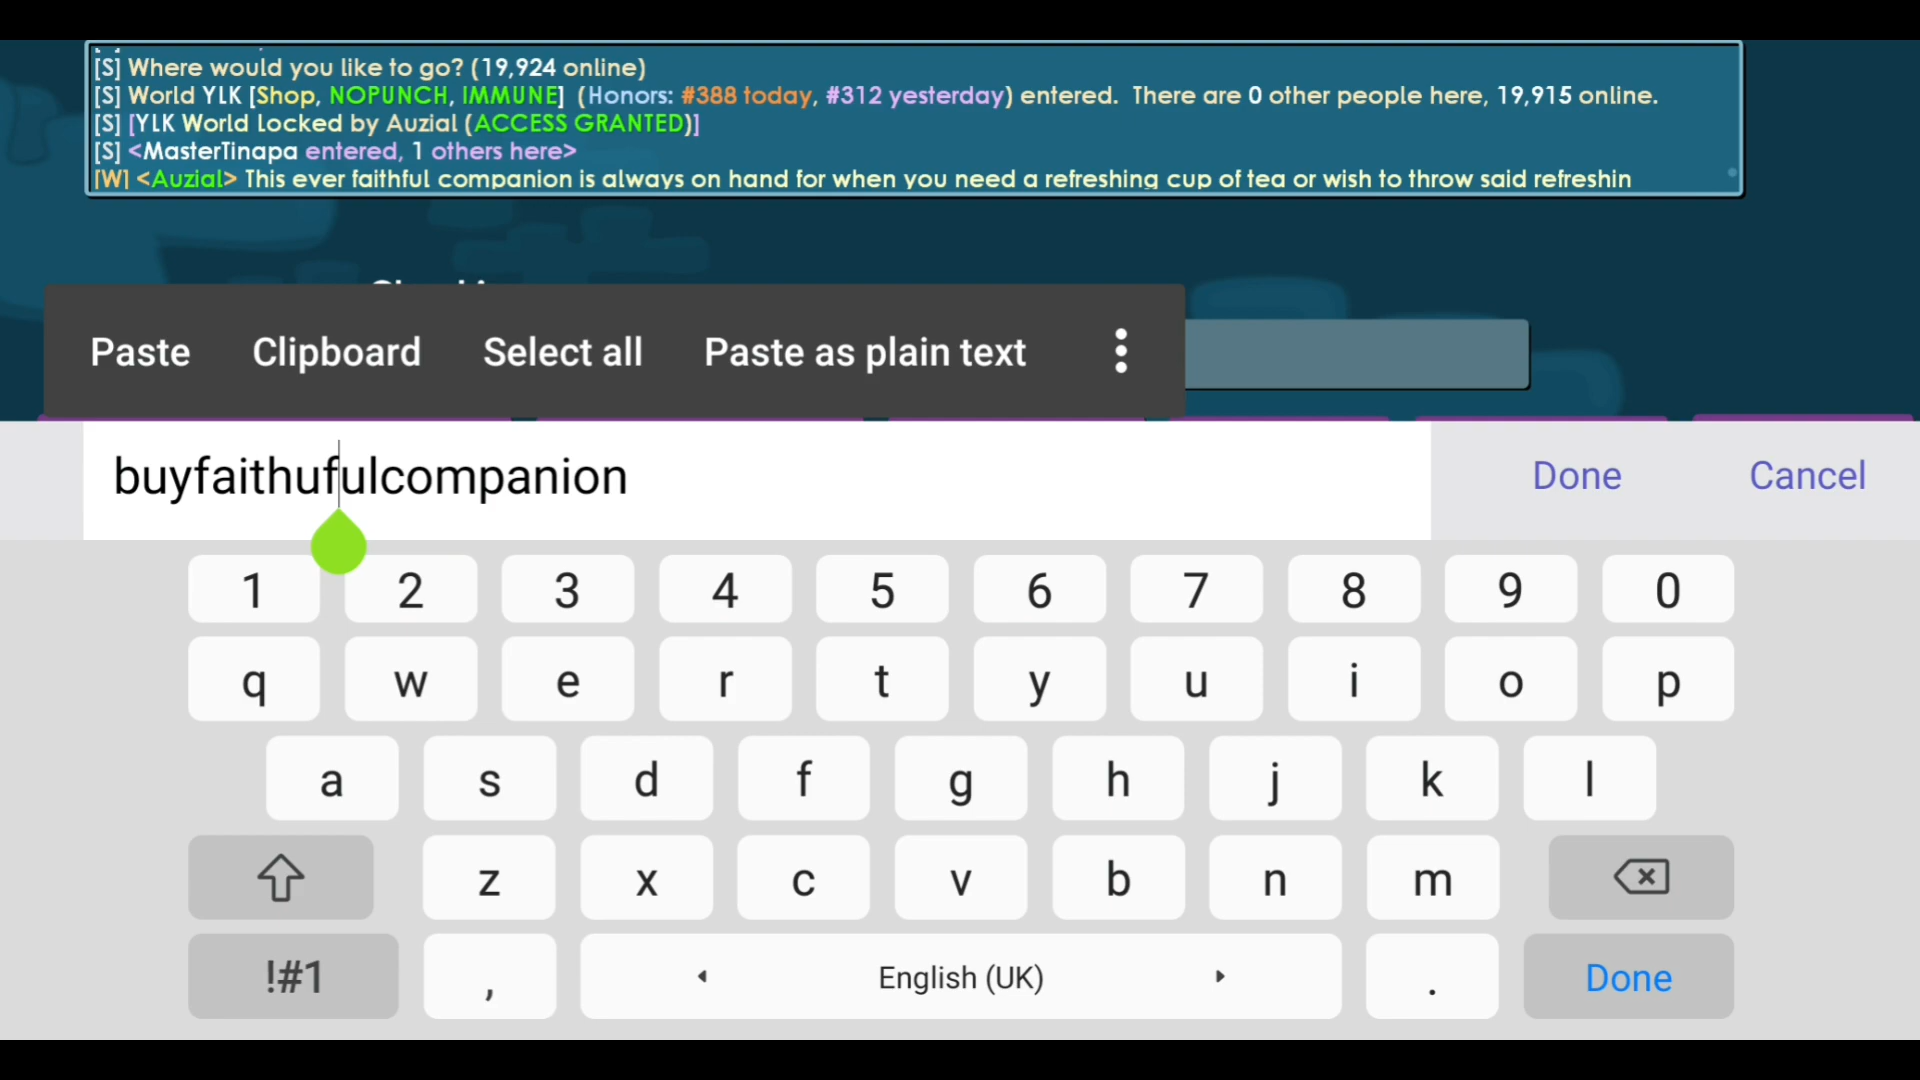 [S] Where would you like to go? (19,924 online)
[S] World YLK [Shop, NOPUNCH, IMMUNE] (Honors: #388 today, #312 yesterday) entered. There are 0 other people here, 19,915 online.
[S] [YLK World Locked by Auzial (ACCESS GRANTED)]
[S] <MasterTinapa entered, 1 others here>
[W] <Auzial> This ever faithful companion is always on hand for when you need a refreshing cup of tea or wish to throw said refreshin
Paste Clipboard Select all Paste as plain text
buyfaithufulcompanion Done Cancel
1 2 3 4 5 6 7 8 9 0
q w e r t y u i o p
a s d f g h j k l
z x c v b n m
!#1 , English (UK) . Done